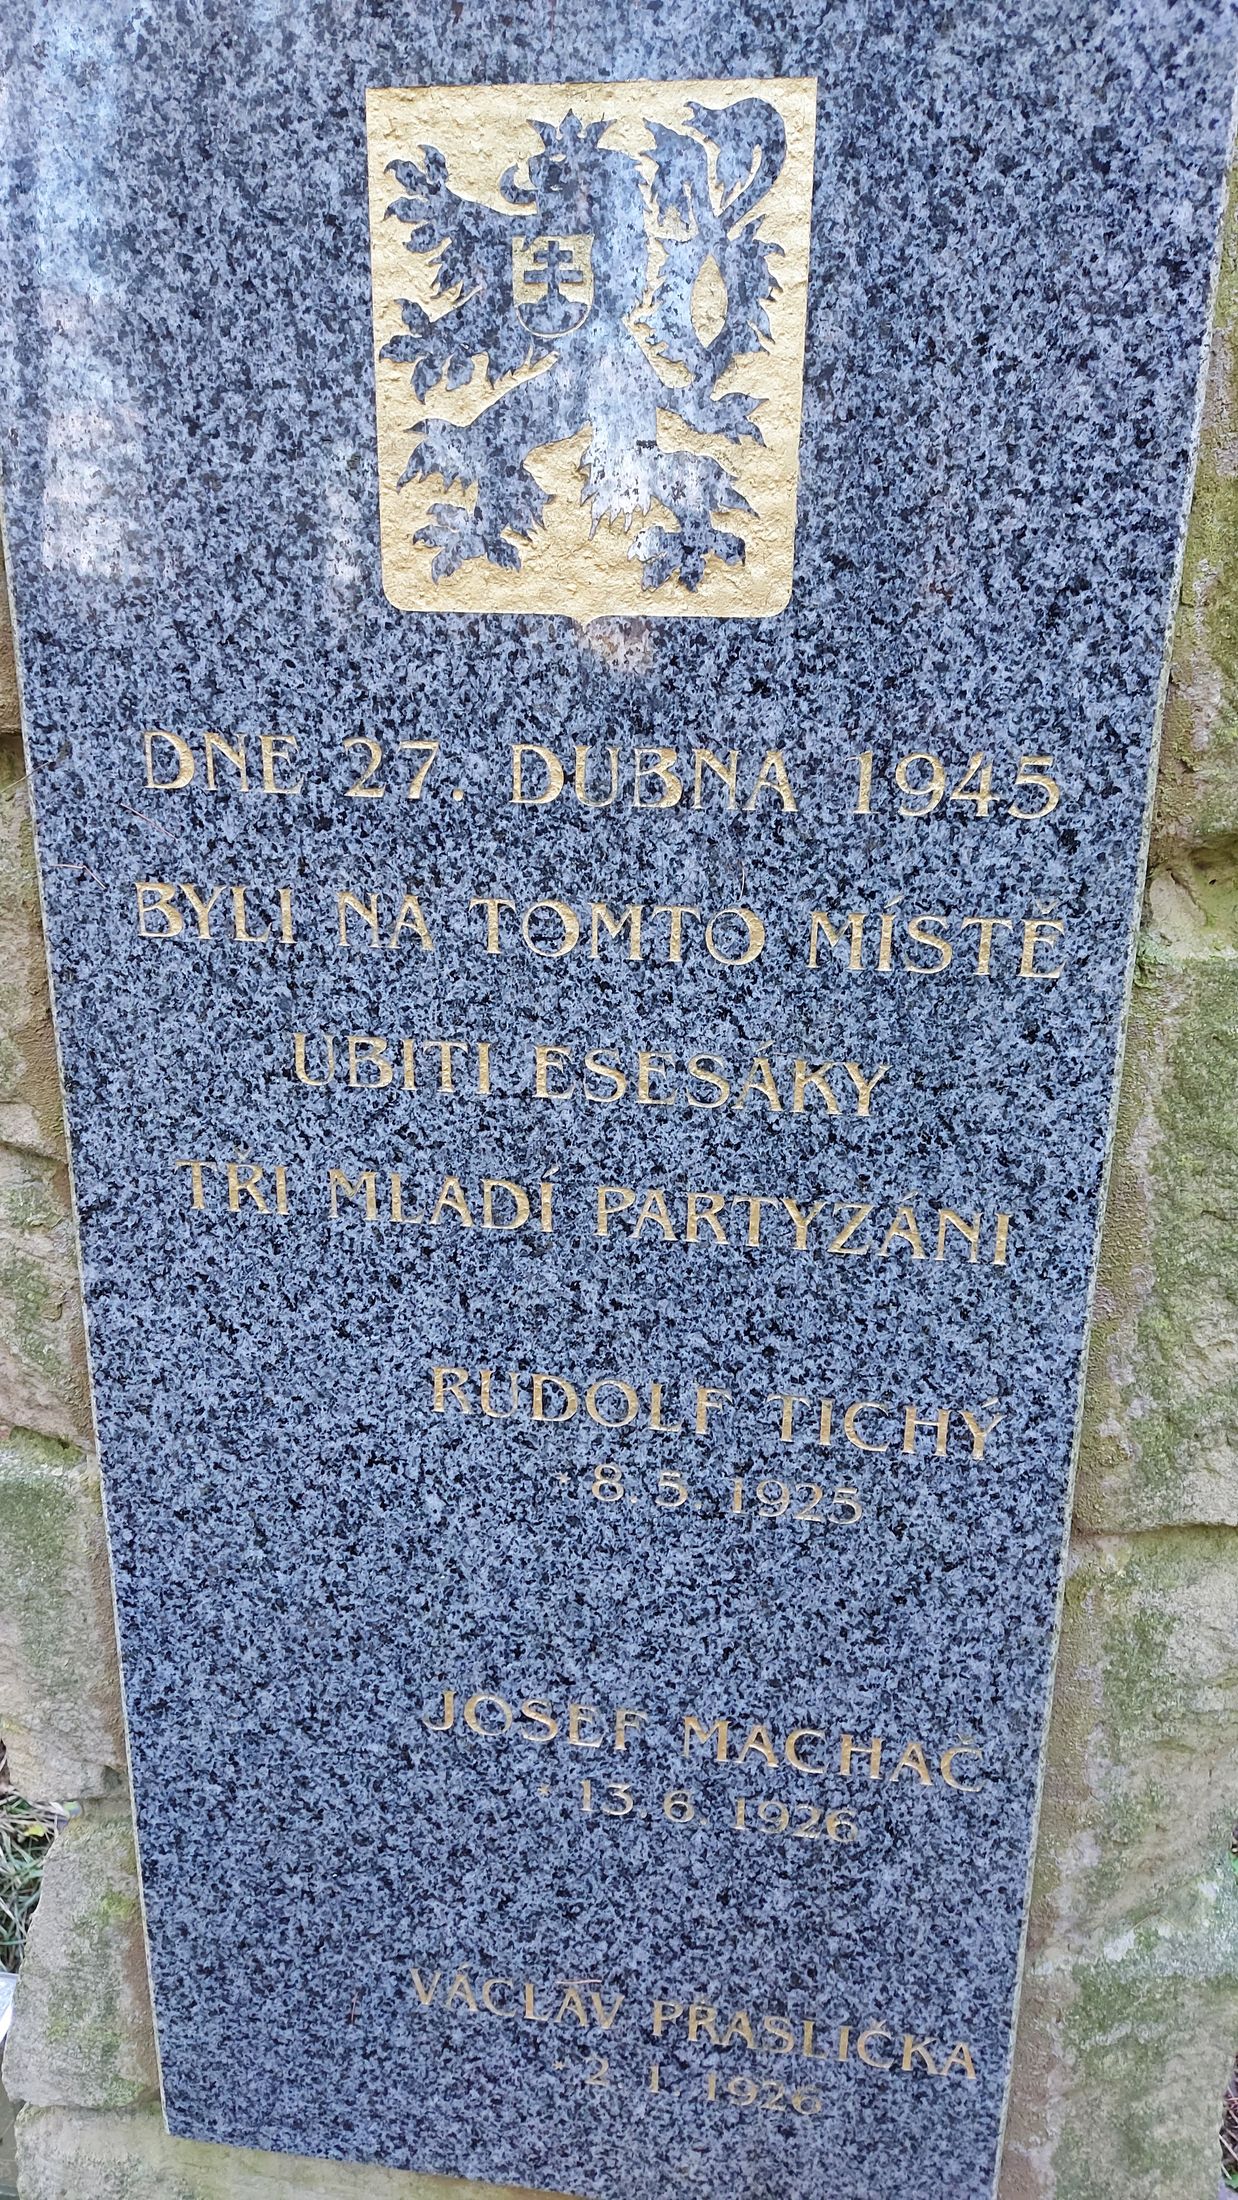 DNE 27. DUBNA 1945
BYLI NA TOMTO MÍSTĚ
UBITI ESESÁKY
TŘI MLADÍ PARTYZÁNI
RUDOLF TICHÝ
* 8. 5. 1925
JOSEF MACHAČ
* 13. 6. 1926
VÁCLAV PŘASLIČKA
* 2. 1. 1926